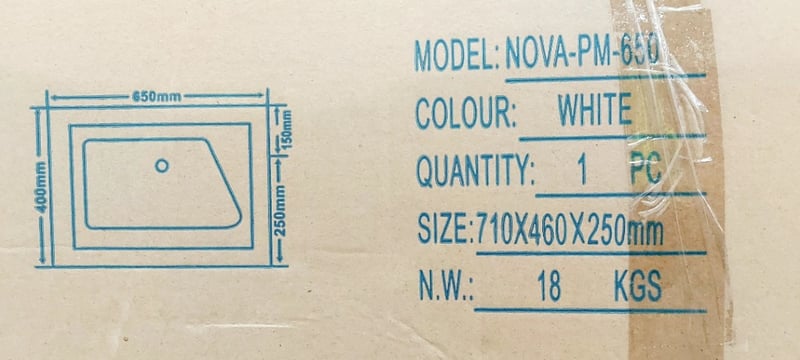 650mm
150mm
400mm
250mm
MODEL: NOVA-PM-650
COLOUR: WHITE
QUANTITY: 1 PC
SIZE: 710X460X250mm
N.W.: 18 KGS